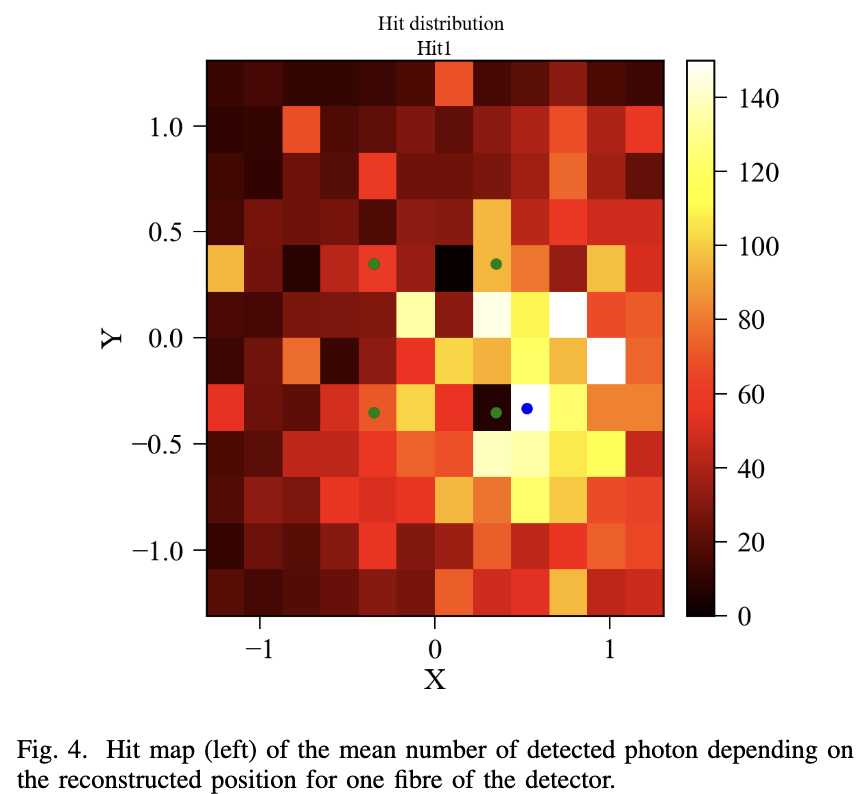 Hit distribution
Hit1
1.0
0.5
0.0
−0.5
−1.0
Y
−1
0
1
X
140
120
100
80
60
40
20
0
Fig. 4. Hit map (left) of the mean number of detected photon depending on
the reconstructed position for one fibre of the detector.